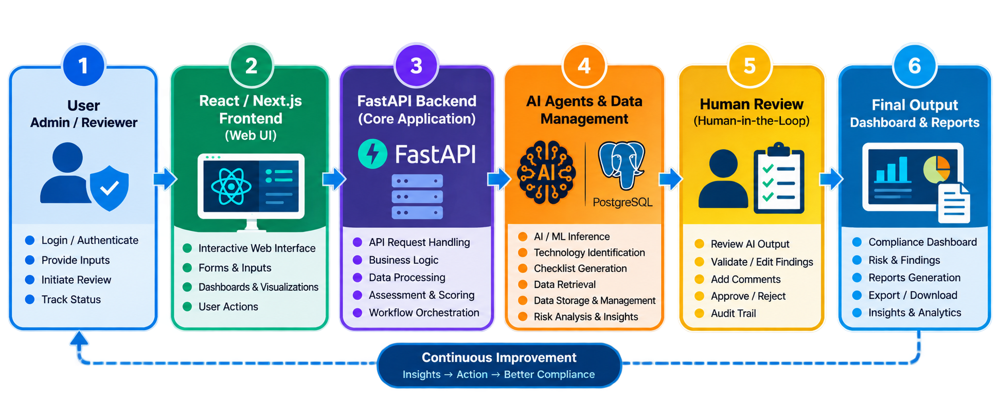 1
User
Admin / Reviewer
Login / Authenticate
Provide Inputs
Initiate Review
Track Status
2
React / Next.js
Frontend
(Web UI)
Interactive Web Interface
Forms & Inputs
Dashboards & Visualizations
User Actions
3
FastAPI Backend
(Core Application)
FastAPI
API Request Handling
Business Logic
Data Processing
Assessment & Scoring
Workflow Orchestration
4
AI Agents & Data
Management
AI
PostgreSQL
AI / ML Inference
Technology Identification
Checklist Generation
Data Retrieval
Data Storage & Management
Risk Analysis & Insights
5
Human Review
(Human-in-the-Loop)
Review AI Output
Validate / Edit Findings
Add Comments
Approve / Reject
Audit Trail
6
Final Output
Dashboard & Reports
Compliance Dashboard
Risk & Findings
Reports Generation
Export / Download
Insights & Analytics
Continuous Improvement
Insights → Action → Better Compliance